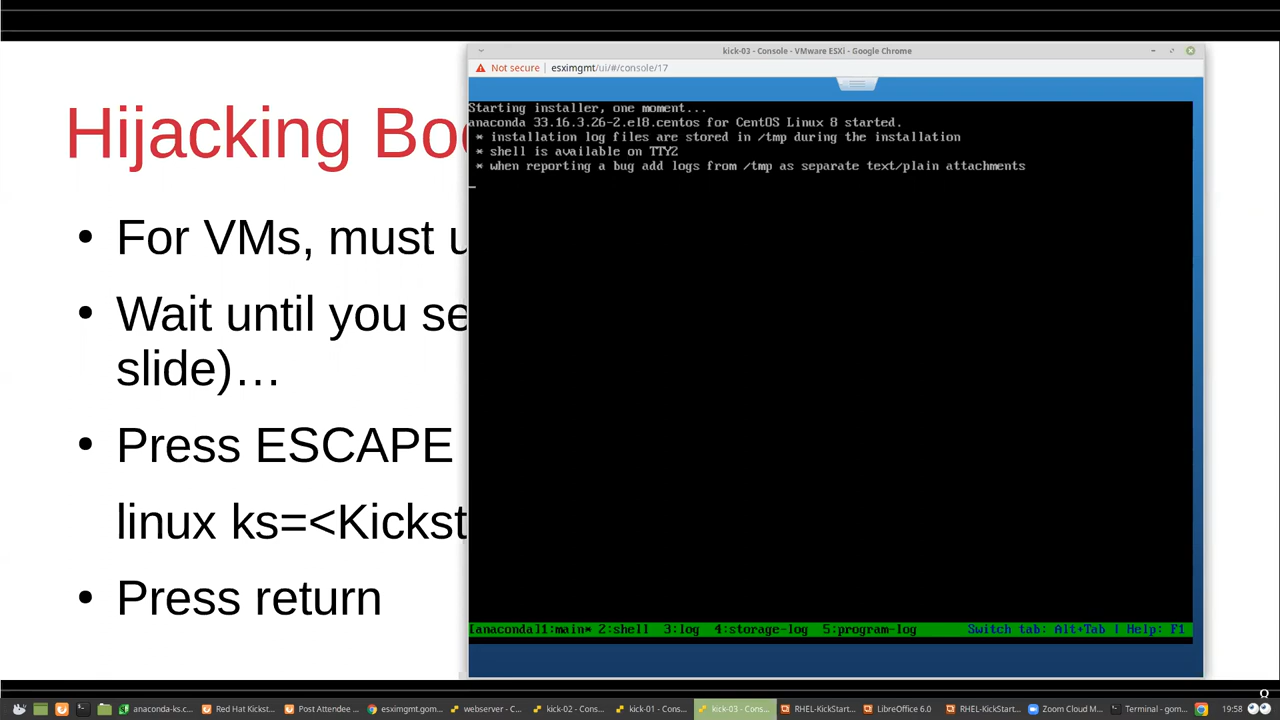 kick-03 - Console - VMware ESXi - Google Chrome
Not secure | esximgmt/ui/#/console/17
Hijacking Boo
For VMs, must u
Wait until you se
slide)…
Press ESCAPE
linux ks=<Kickst
Press return
Starting installer, one moment...
anaconda 33.16.3.26-2.el8.centos for CentOS Linux 8 started.
* installation log files are stored in /tmp during the installation
* shell is available on TTY2
* when reporting a bug add logs from /tmp as separate text/plain attachments
[anaconda]1:main* 2:shell 3:log 4:storage-log 5:program-log Switch tab: Alt+Tab | Help: F1
anaconda-ks.c... Red Hat Kickst... Post Attendee ... esximgmt.gom... webserver - C... kick-02 - Cons... kick-01 - Cons... kick-03 - Cons... RHEL-KickStart... LibreOffice 6.0 RHEL-KickStart... Zoom Cloud M... Terminal - gom... 19:58